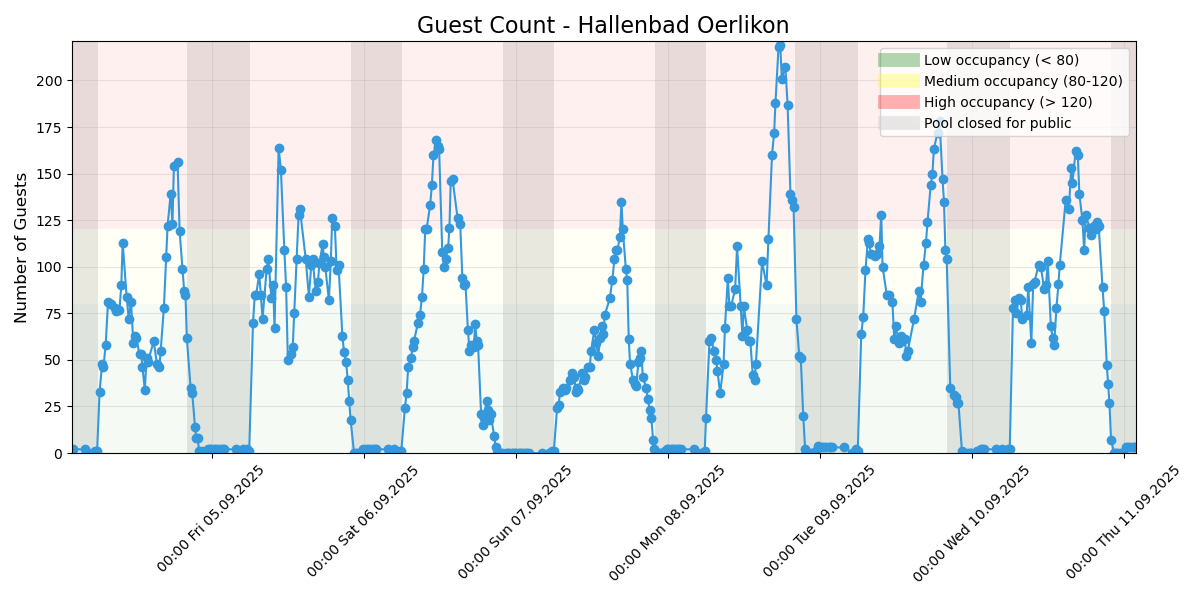 Guest Count - Hallenbad Oerlikon
Low occupancy (< 80)
Medium occupancy (80-120)
High occupancy (> 120)
Pool closed for public
Number of Guests
200
175
150
125
100
75
50
25
0
00:00 Fri 05.09.2025
00:00 Sat 06.09.2025
00:00 Sun 07.09.2025
00:00 Mon 08.09.2025
00:00 Tue 09.09.2025
00:00 Wed 10.09.2025
00:00 Thu 11.09.2025